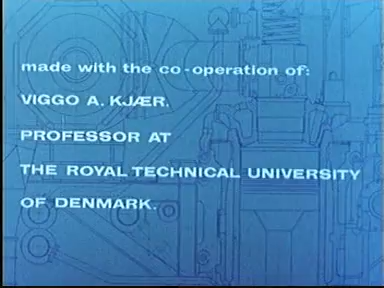 made with the co-operation of:
VIGGO A. KJÆR.
PROFESSOR AT
THE ROYAL TECHNICAL UNIVERSITY
OF DENMARK.